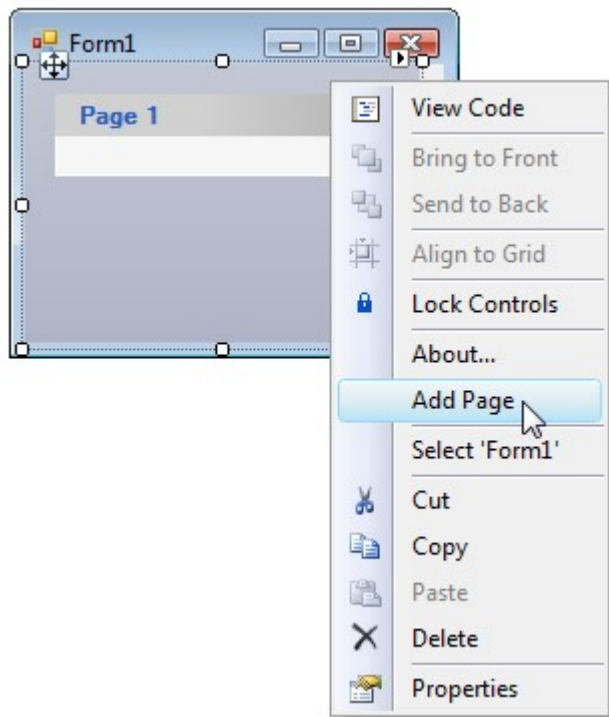 Form1
Page 1
View Code
Bring to Front
Send to Back
Align to Grid
Lock Controls
About...
Add Page
Select 'Form1'
Cut
Copy
Paste
Delete
Properties